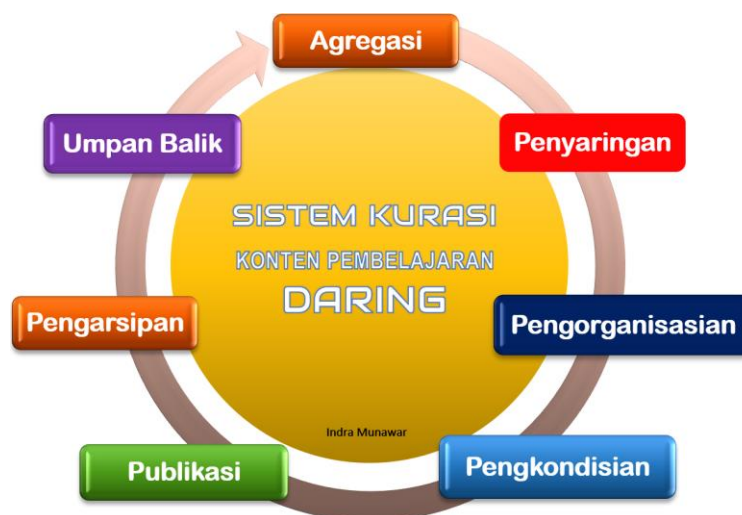 Agregasi
Penyaringan
Pengorganisasian
Pengkondisian
Publikasi
Pengarsipan
Umpan Balik
SISTEM KURASI
KONTEN PEMBELAJARAN
DARING
Indra Munawar